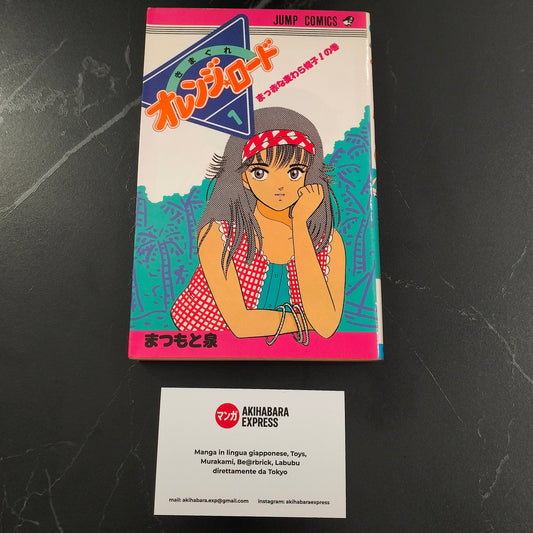 JUMP COMICS
きまぐれ
オレンジ★ロード
1
まっ赤な麦わら帽子!の巻
まつもと泉
マンガ
AKIHABARA
EXPRESS
Manga in lingua giapponese, Toys,
Murakami, Be@rbrick, Labubu
direttamente da Tokyo
mail: akihabara.exp@gmail.com instagram: akihabaraexpress